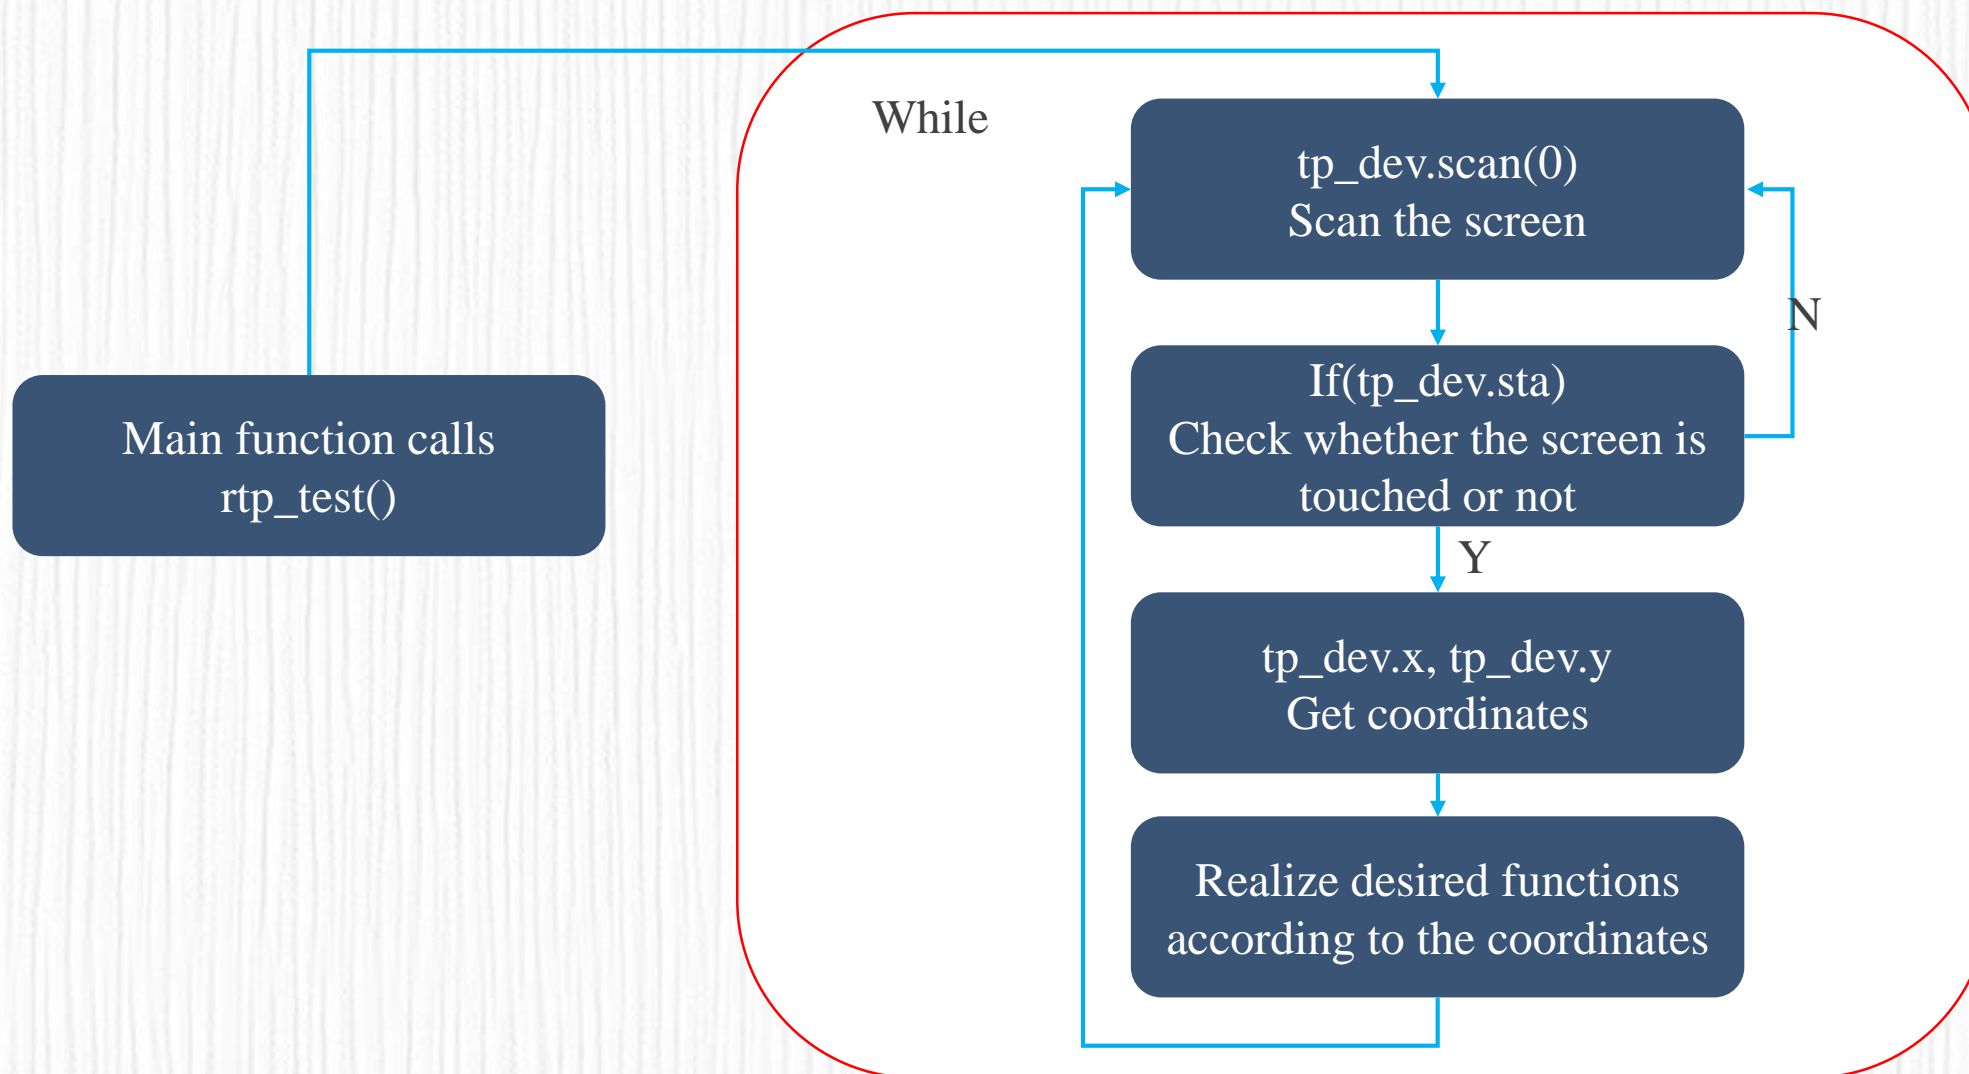 While
tp_dev.scan(0)
Scan the screen
N
If(tp_dev.sta)
Check whether the screen is
touched or not
Main function calls
rtp_test()
Y
tp_dev.x, tp_dev.y
Get coordinates
Realize desired functions
according to the coordinates